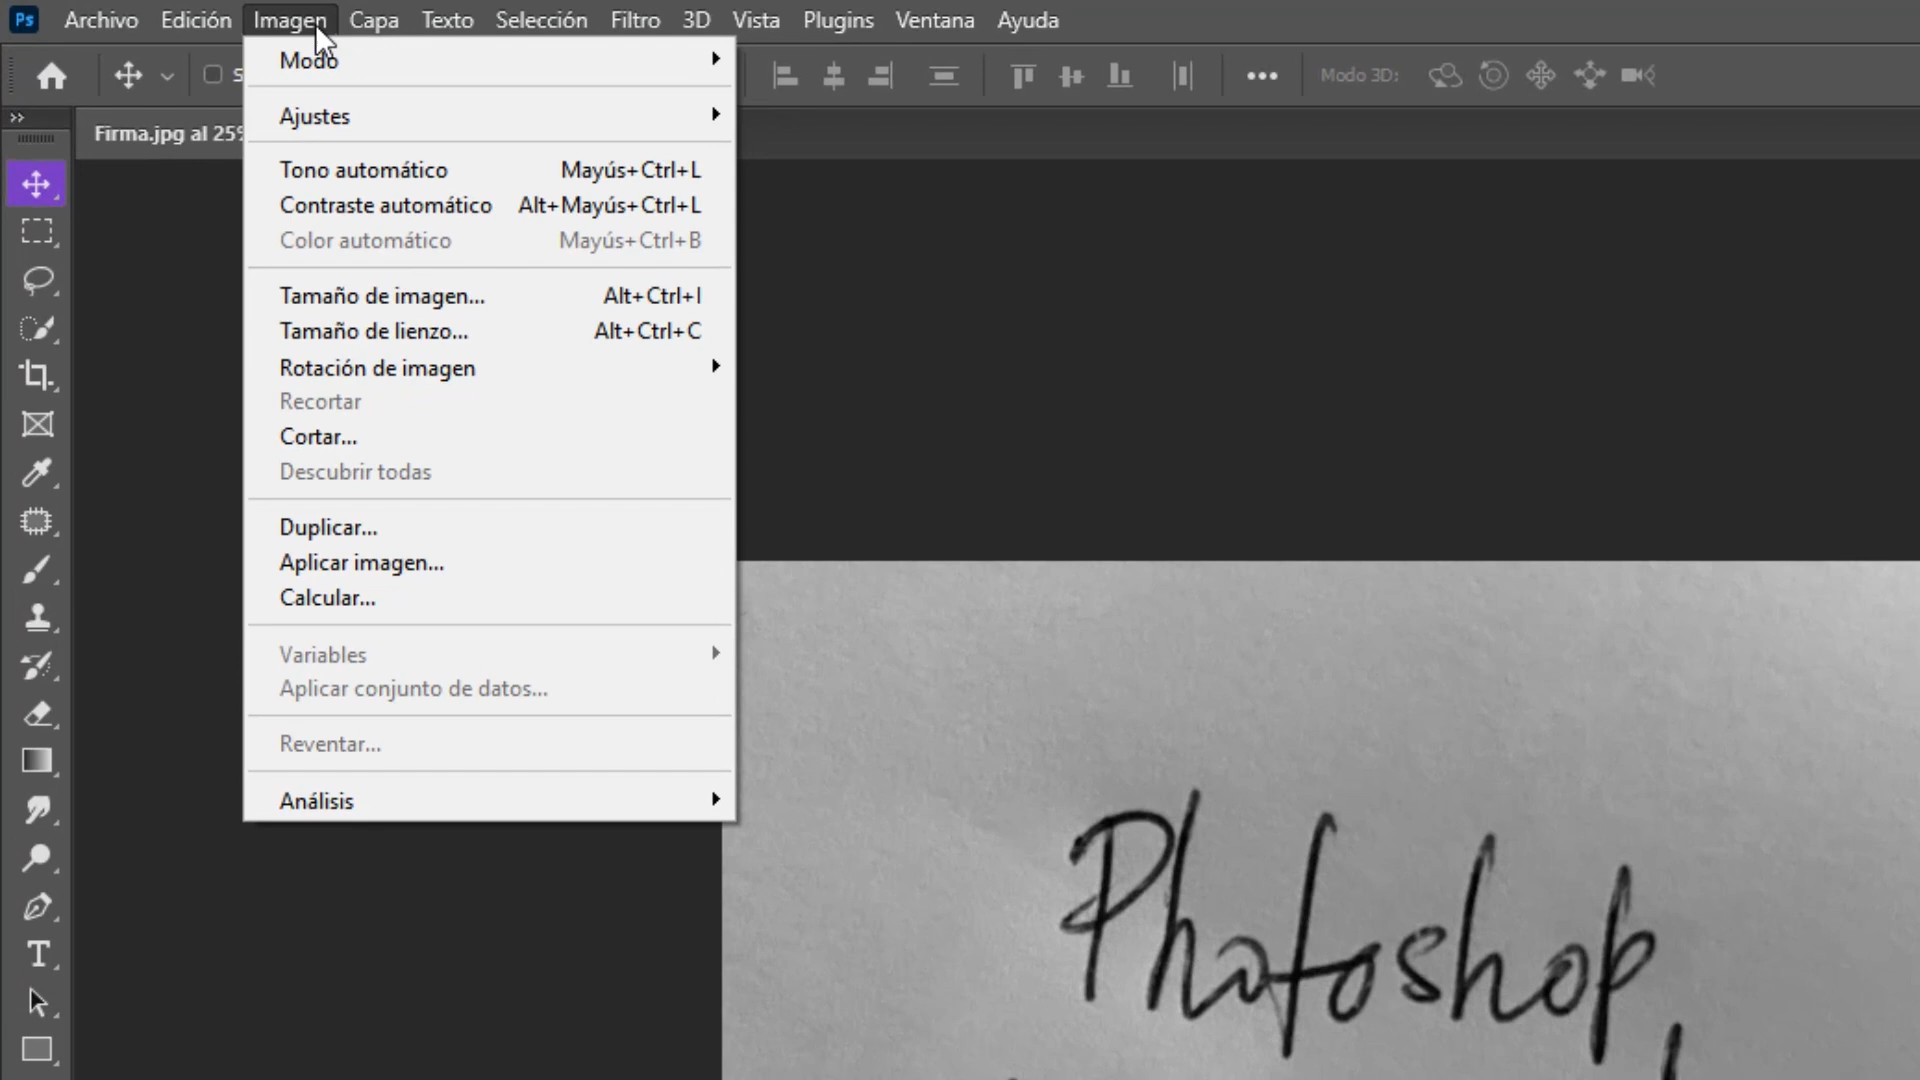 Ps Archivo Edición Imagen Capa Texto Selección Filtro 3D Vista Plugins Ventana Ayuda
Modo 3D:
Firma.jpg al 25%
Modo
Ajustes
Tono automático Mayús+Ctrl+L
Contraste automático Alt+Mayús+Ctrl+L
Color automático Mayús+Ctrl+B
Tamaño de imagen... Alt+Ctrl+I
Tamaño de lienzo... Alt+Ctrl+C
Rotación de imagen
Recortar
Cortar...
Descubrir todas
Duplicar...
Aplicar imagen...
Calcular...
Variables
Aplicar conjunto de datos...
Reventar...
Análisis
Photoshop